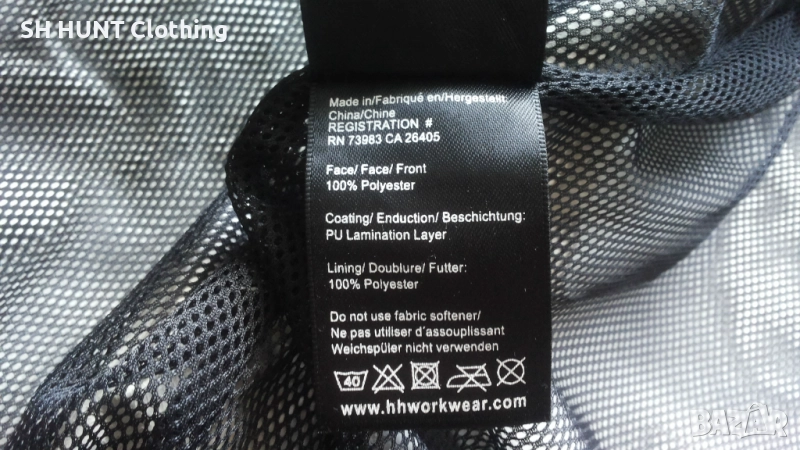 SH HUNT Clothing
Made in/Fabriqué en/Hergestellt:
China/Chine
REGISTRATION #
RN 73983 CA 26405
Face/ Face/ Front
100% Polyester
Coating/ Enduction/ Beschichtung:
PU Lamination Layer
Lining/ Doublure/ Futter:
100% Polyester
Do not use fabric softener/
Ne pas utiliser d´assouplissant
Weichspüler nicht verwenden
40
www.hhworkwear.com
BAZAR